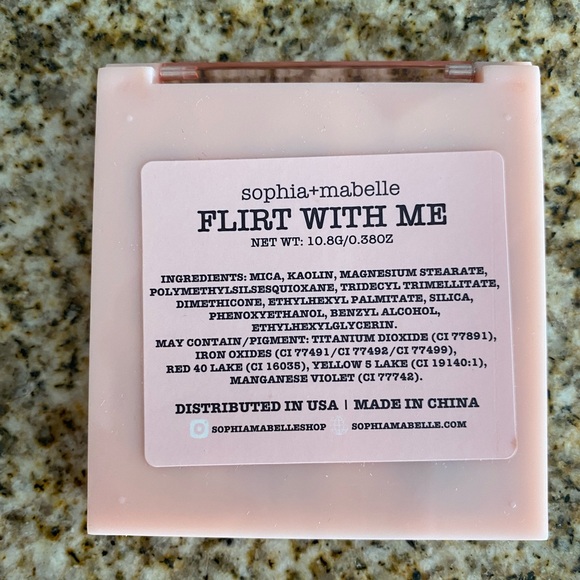 sophia+mabelle
FLIRT WITH ME
NET WT: 10.8G/0.38OZ
INGREDIENTS: MICA, KAOLIN, MAGNESIUM STEARATE,
POLYMETHYLSILSESQUIOXANE, TRIDECYL TRIMELLITATE,
DIMETHICONE, ETHYLHEXYL PALMITATE, SILICA,
PHENOXYETHANOL, BENZYL ALCOHOL,
ETHYLHEXYLGLYCERIN.
MAY CONTAIN/PIGMENT: TITANIUM DIOXIDE (CI 77891),
IRON OXIDES (CI 77491/CI 77492/CI 77499),
RED 40 LAKE (CI 16035), YELLOW 5 LAKE (CI 19140:1),
MANGANESE VIOLET (CI 77742).
DISTRIBUTED IN USA | MADE IN CHINA
SOPHIAMABELLESHOP SOPHIAMABELLE.COM